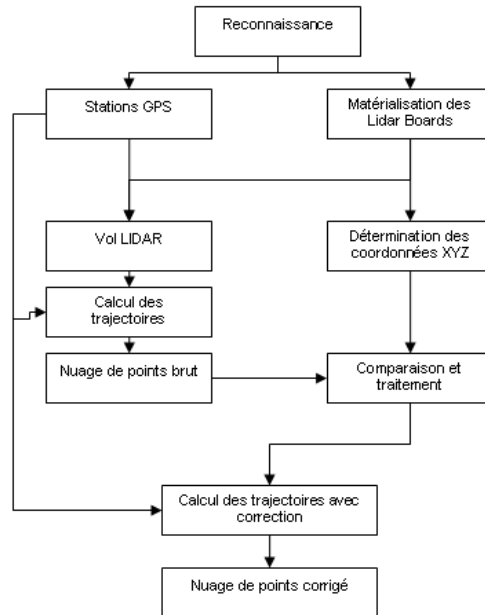 Reconnaissance
Stations GPS
Matérialisation des
Lidar Boards
Vol LIDAR
Détermination des
coordonnées XYZ
Calcul des
trajectoires
Nuage de points brut
Comparaison et
traitement
Calcul des trajectoires avec
correction
Nuage de points corrigé